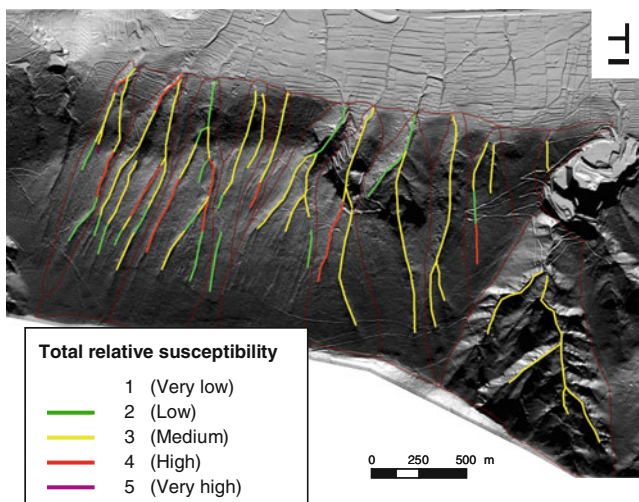 Total relative susceptibility
1 (Very low)
2 (Low)
3 (Medium)
4 (High)
5 (Very high)
0 250 500 m